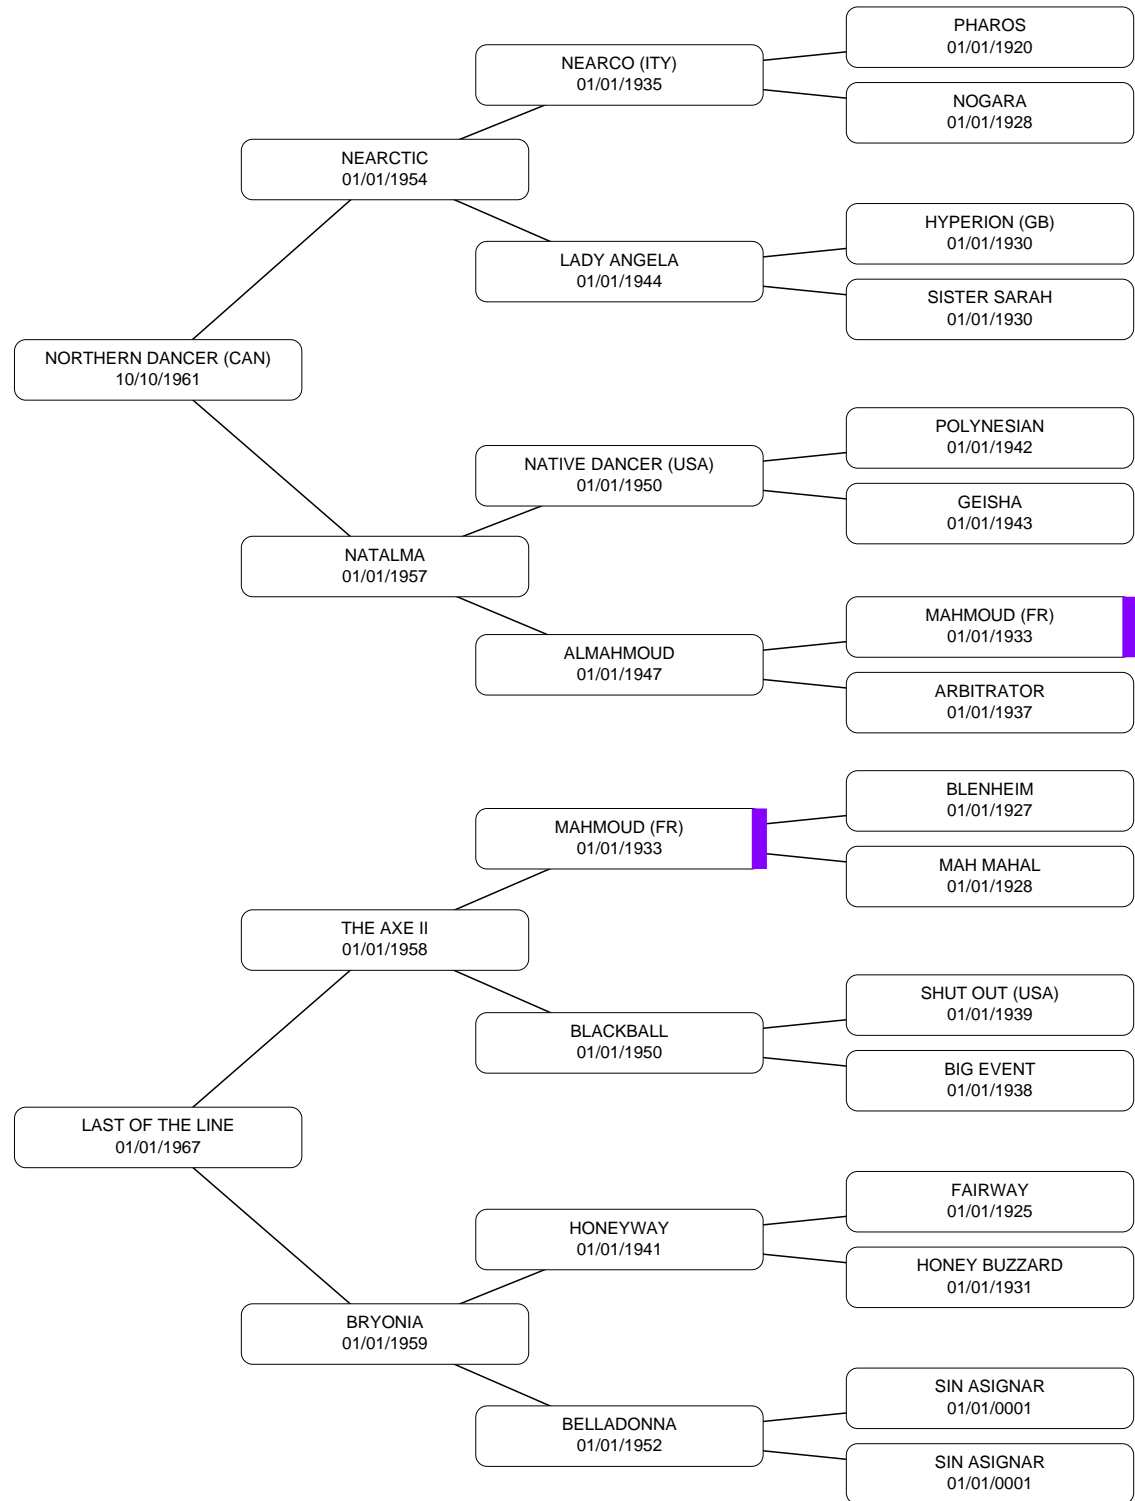 PHAROS
01/01/1920
NEARCO (ITY)
01/01/1935
NOGARA
01/01/1928
NEARCTIC
01/01/1954
HYPERION (GB)
01/01/1930
LADY ANGELA
01/01/1944
SISTER SARAH
01/01/1930
NORTHERN DANCER (CAN)
10/10/1961
POLYNESIAN
01/01/1942
NATIVE DANCER (USA)
01/01/1950
GEISHA
01/01/1943
NATALMA
01/01/1957
MAHMOUD (FR)
01/01/1933
ALMAHMOUD
01/01/1947
ARBITRATOR
01/01/1937
BLENHEIM
01/01/1927
MAHMOUD (FR)
01/01/1933
MAH MAHAL
01/01/1928
THE AXE II
01/01/1958
SHUT OUT (USA)
01/01/1939
BLACKBALL
01/01/1950
BIG EVENT
01/01/1938
LAST OF THE LINE
01/01/1967
FAIRWAY
01/01/1925
HONEYWAY
01/01/1941
HONEY BUZZARD
01/01/1931
BRYONIA
01/01/1959
SIN ASIGNAR
01/01/0001
BELLADONNA
01/01/1952
SIN ASIGNAR
01/01/0001